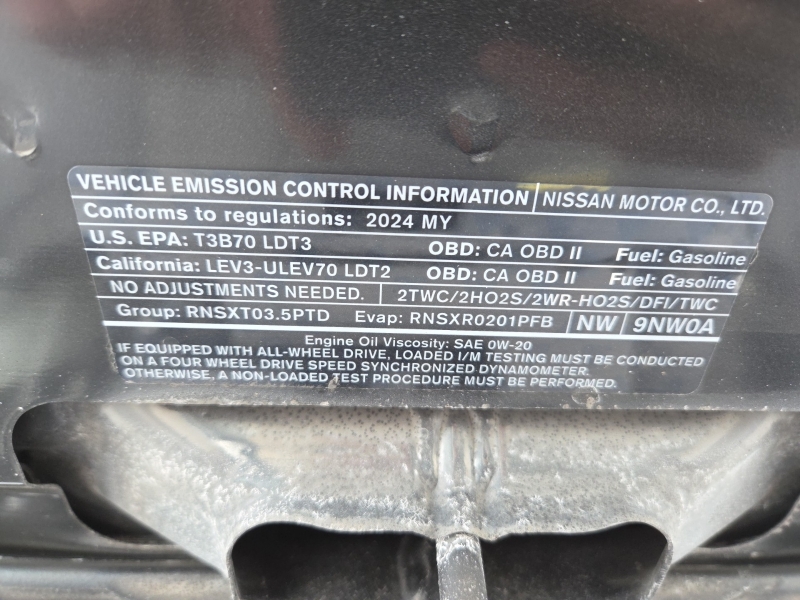 VEHICLE EMISSION CONTROL INFORMATION NISSAN MOTOR CO., LTD.
Conforms to regulations: 2024 MY
U.S. EPA: T3B70 LDT3 OBD: CA OBD II Fuel: Gasoline
California: LEV3-ULEV70 LDT2 OBD: CA OBD II Fuel: Gasoline
NO ADJUSTMENTS NEEDED. 2TWC/2HO2S/2WR-HO2S/DFI/TWC
Group: RNSXT03.5PTD Evap: RNSXR0201PFB NW 9NW0A
Engine Oil Viscosity: SAE 0W-20
IF EQUIPPED WITH ALL-WHEEL DRIVE, LOADED I/M TESTING MUST BE CONDUCTED
ON A FOUR WHEEL DRIVE SPEED SYNCHRONIZED DYNAMOMETER.
OTHERWISE, A NON-LOADED TEST PROCEDURE MUST BE PERFORMED.